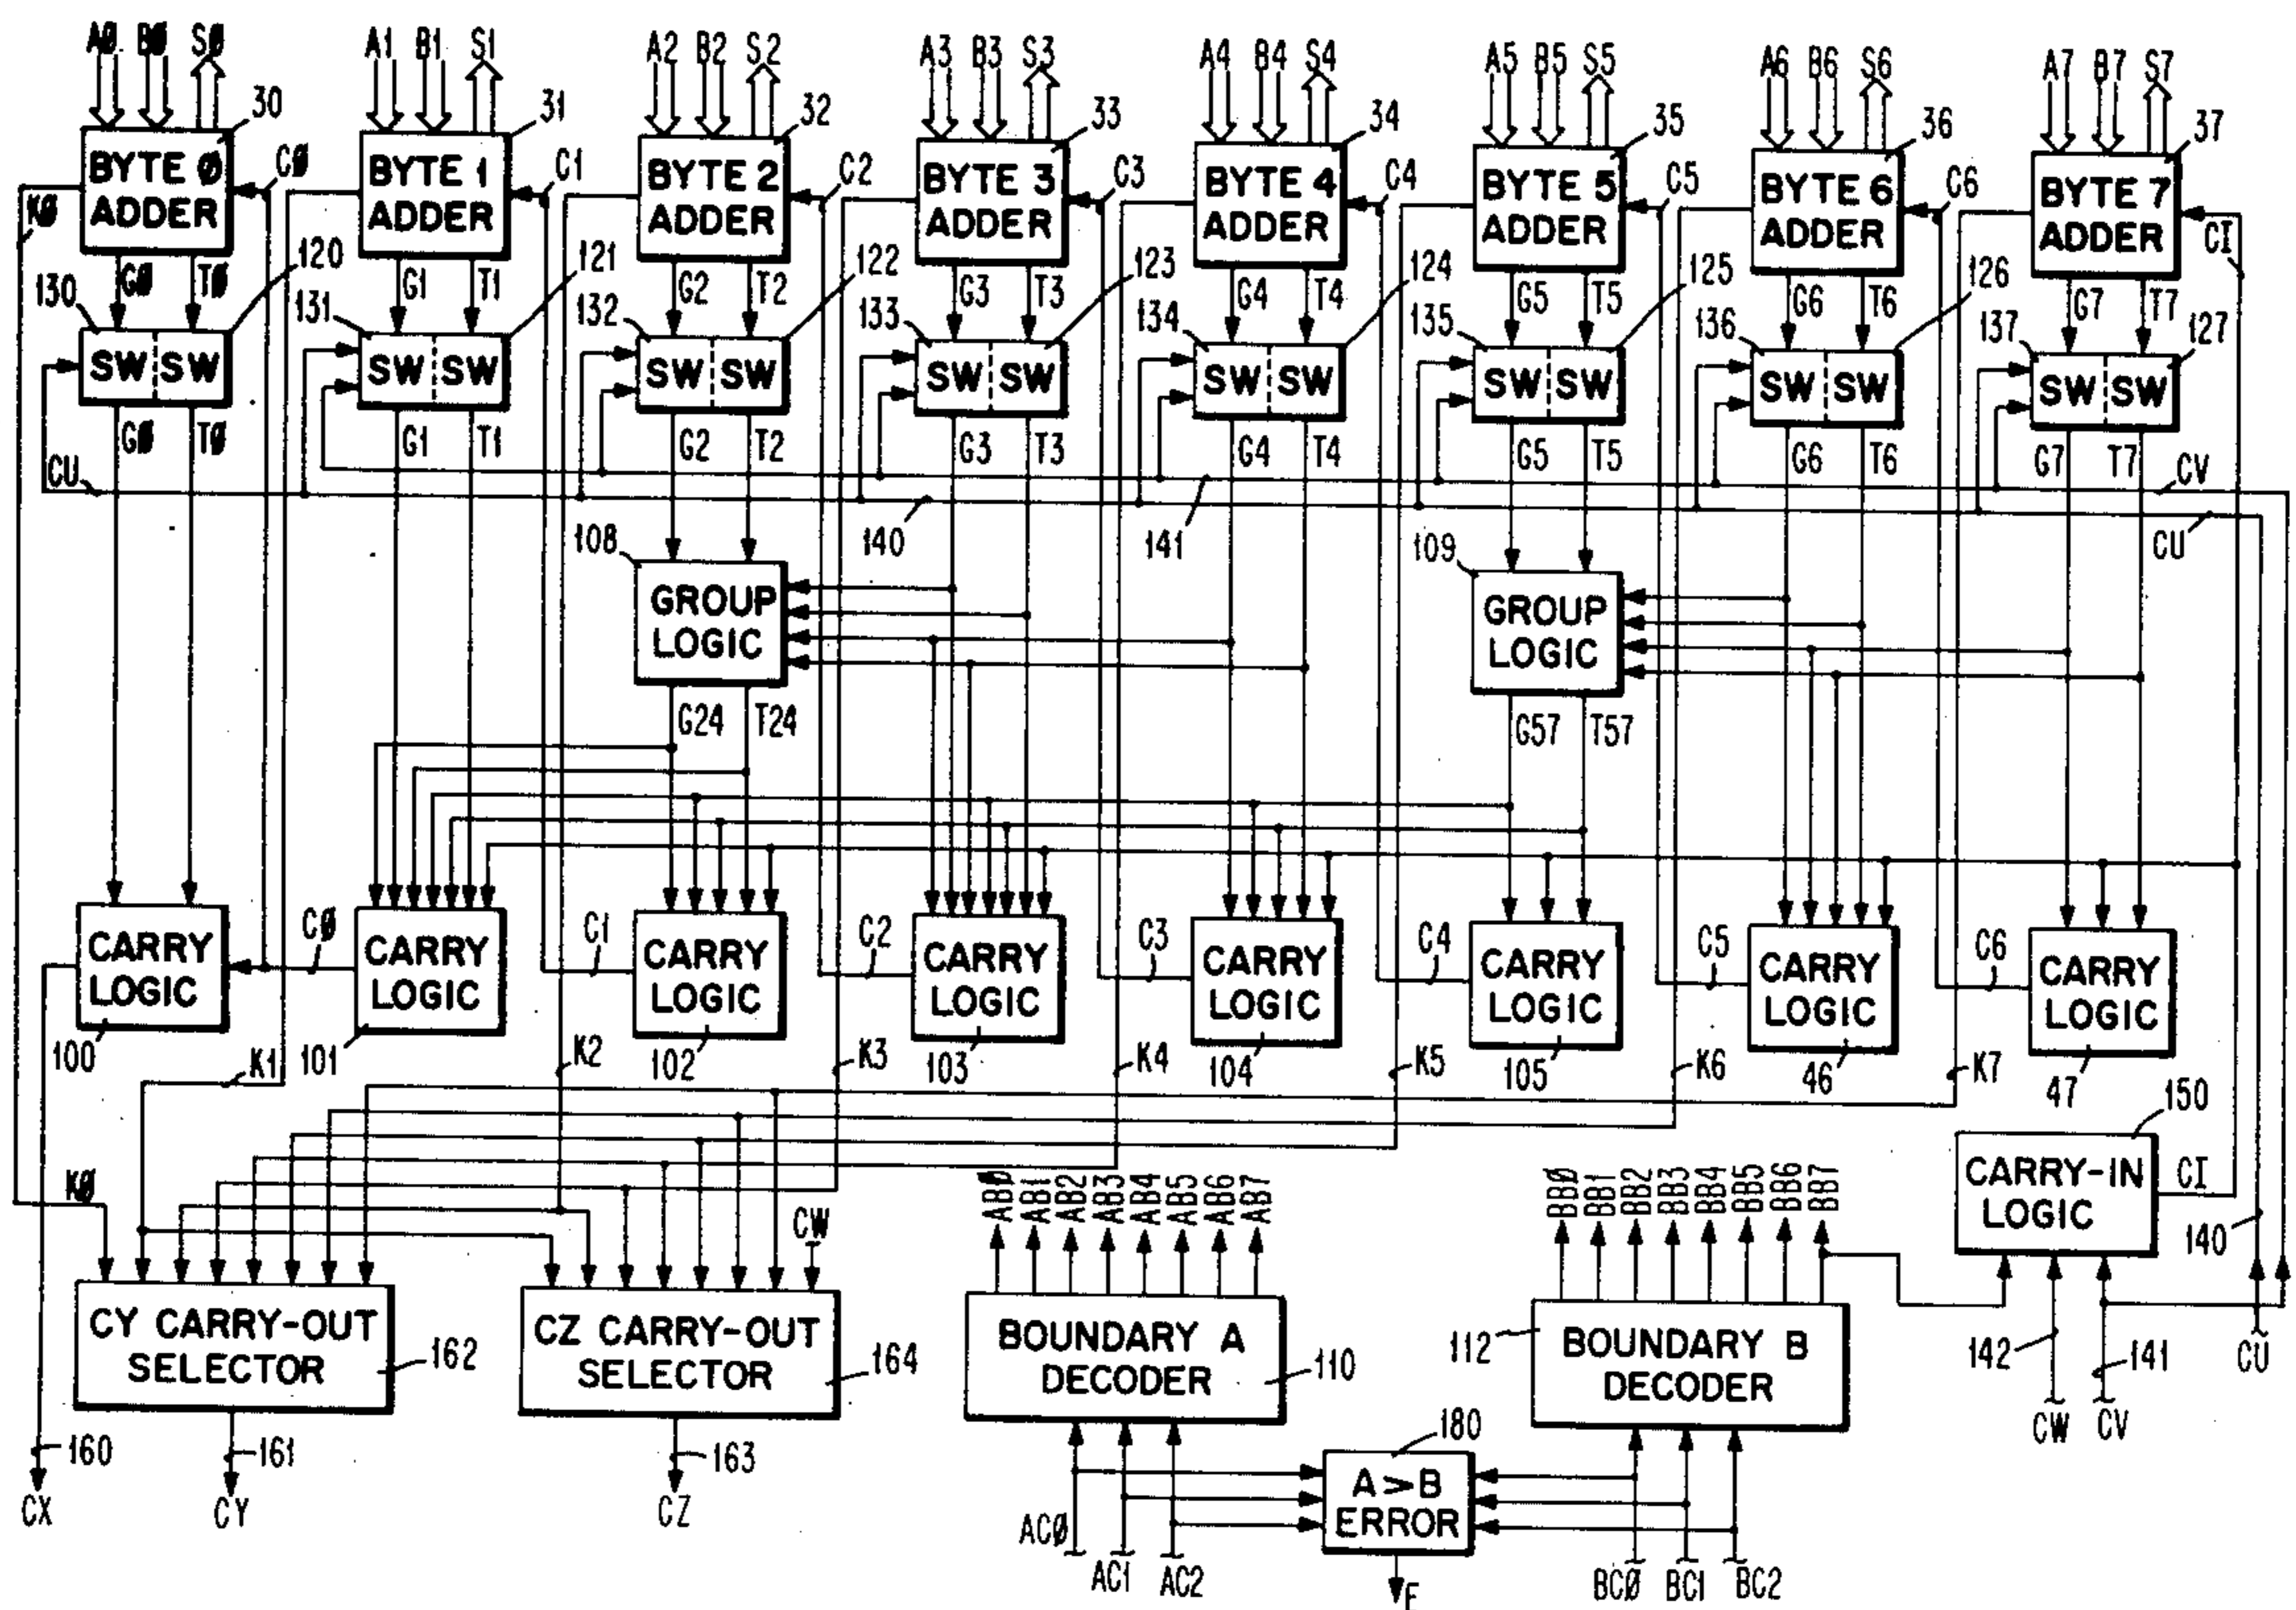 AØ BØ SØ A1 B1 S1 A2 B2 S2 A3 B3 S3 A4 B4 S4 A5 B5 S5 A6 B6 S6 A7 B7 S7
30 31 32 33 34 35 36 37
BYTE Ø ADDER
BYTE 1 ADDER
BYTE 2 ADDER
BYTE 3 ADDER
BYTE 4 ADDER
BYTE 5 ADDER
BYTE 6 ADDER
BYTE 7 ADDER
KØ CØ C1 C2 C3 C4 C5 C6 CI
GØ TØ G1 T1 G2 T2 G3 T3 G4 T4 G5 T5 G6 T6 G7 T7
130 120 131 121 132 122 133 123 134 124 135 125 136 126 137 127
SW SW SW SW SW SW SW SW SW SW SW SW SW SW SW SW
GØ TØ G1 T1 G2 T2 G3 T3 G4 T4 G5 T5 G6 T6 G7 T7
CU CV
108 140 141 109 CU
GROUP LOGIC
GROUP LOGIC
G24 T24 G57 T57
CARRY LOGIC
CØ
CARRY LOGIC
C1
CARRY LOGIC
C2
CARRY LOGIC
C3
CARRY LOGIC
C4
CARRY LOGIC
C5
CARRY LOGIC
C6
CARRY LOGIC
100 101 102 103 104 105 46 47
K1 K2 K3 K4 K5 K6 K7
150
CARRY-IN LOGIC
CI
140
KØ
CW
ABØ AB1 AB2 AB3 AB4 AB5 AB6 AB7
BBØ BB1 BB2 BB3 BB4 BB5 BB6 BB7
CY CARRY-OUT SELECTOR
162
CZ CARRY-OUT SELECTOR
164
BOUNDARY A DECODER
110
112
BOUNDARY B DECODER
142 141 CU
CW CV
160 161 163
CX CY CZ
180
A>B ERROR
ACØ AC1 AC2
BCØ BC1 BC2